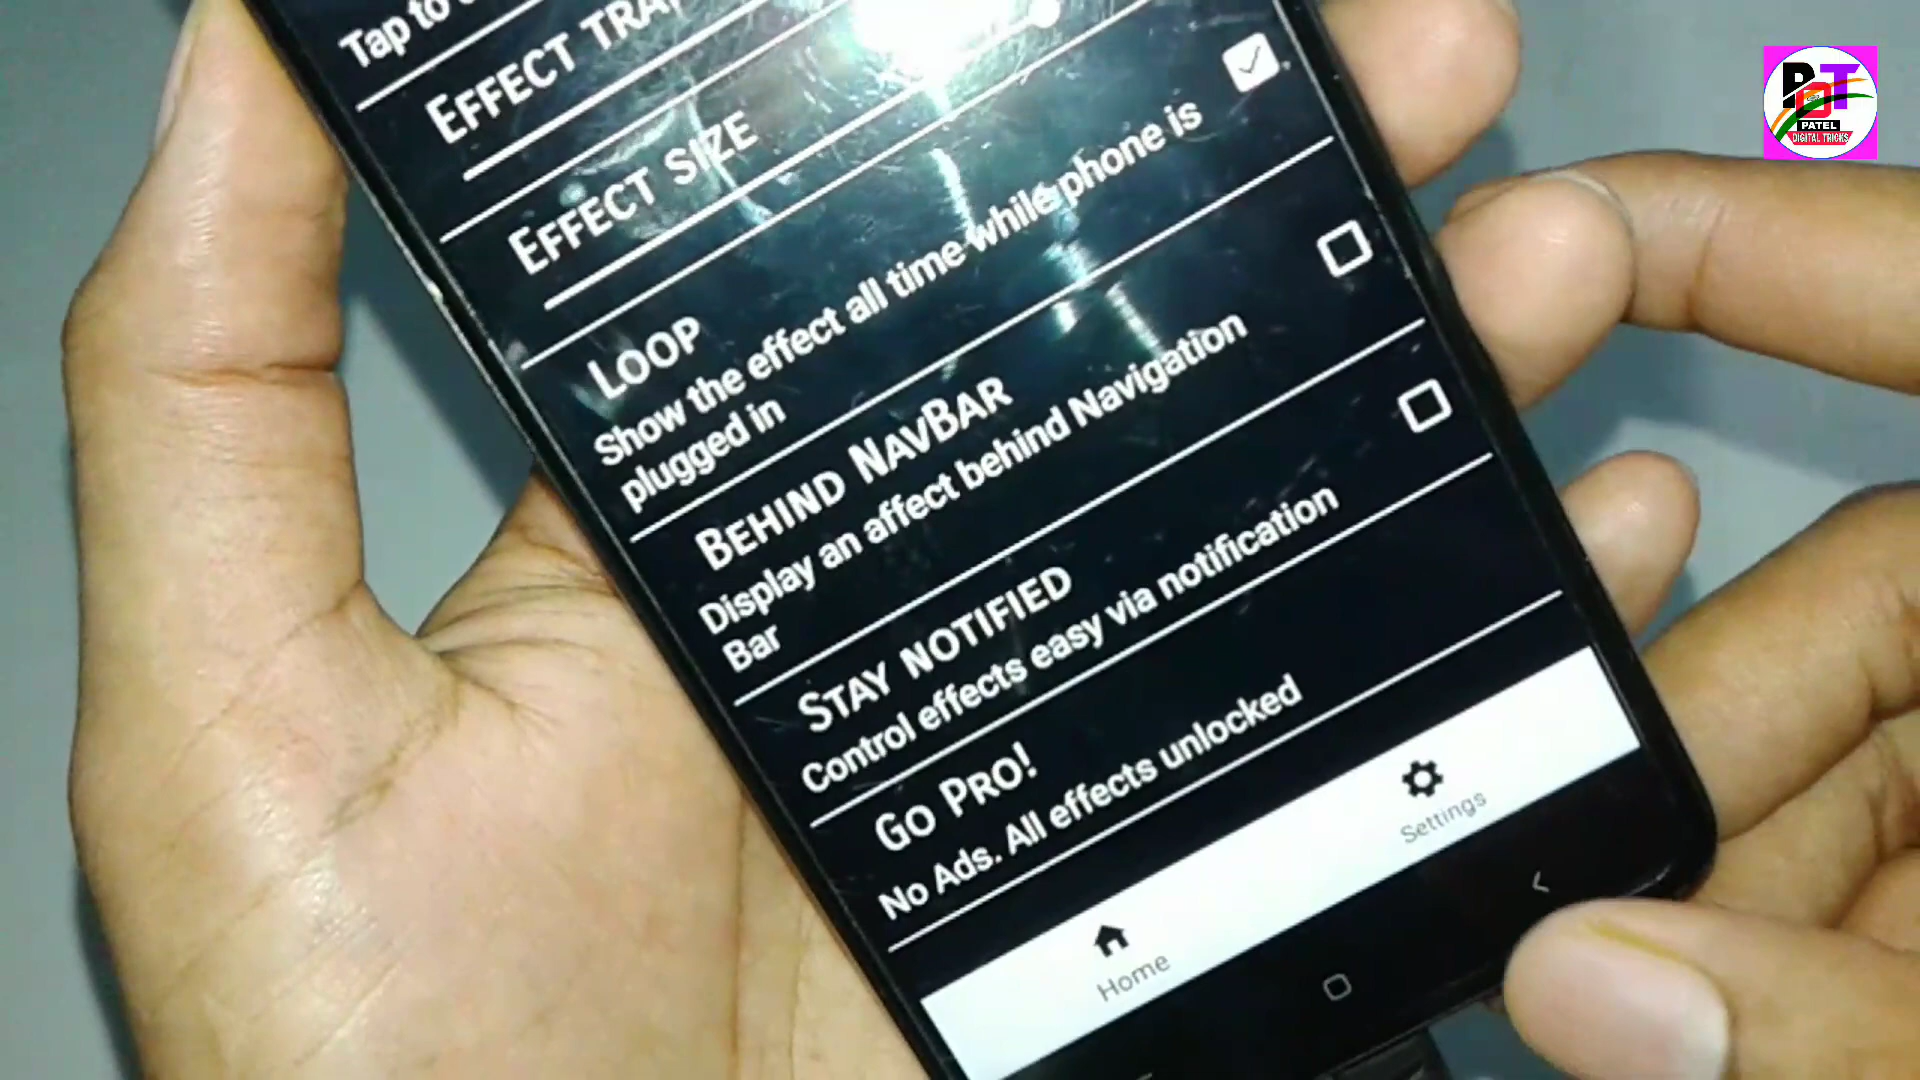 Tap to
EFFECT
EFFECT SIZE
LOOP
Show the effect all time while phone is
plugged in
BEHIND NAVBAR
Display an affect behind Navigation
Bar
STAY NOTIFIED
Control effects easy via notification
GO PRO!
No Ads. All effects unlocked
Home
Settings
PDT
PATEL
DIGITAL TRICKS